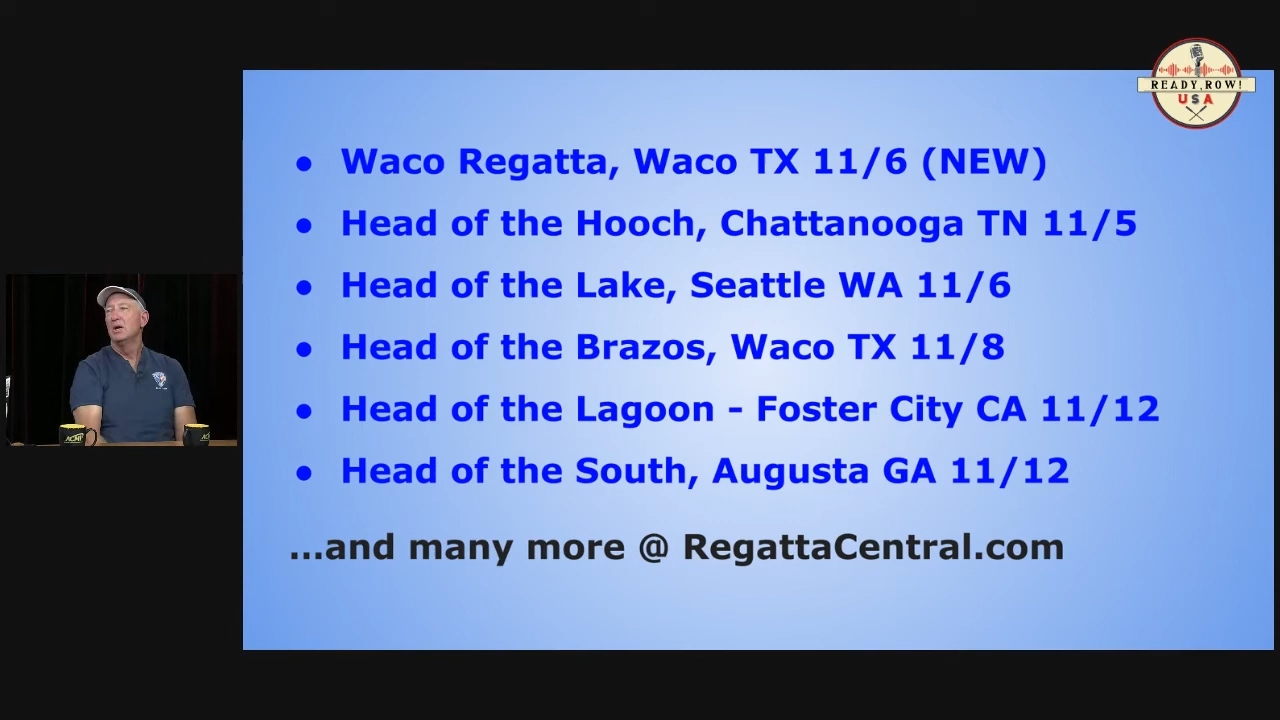 READY, ROW!
USA
● Waco Regatta, Waco TX 11/6 (NEW)
● Head of the Hooch, Chattanooga TN 11/5
● Head of the Lake, Seattle WA 11/6
● Head of the Brazos, Waco TX 11/8
● Head of the Lagoon - Foster City CA 11/12
● Head of the South, Augusta GA 11/12
...and many more @ RegattaCentral.com
ACMi